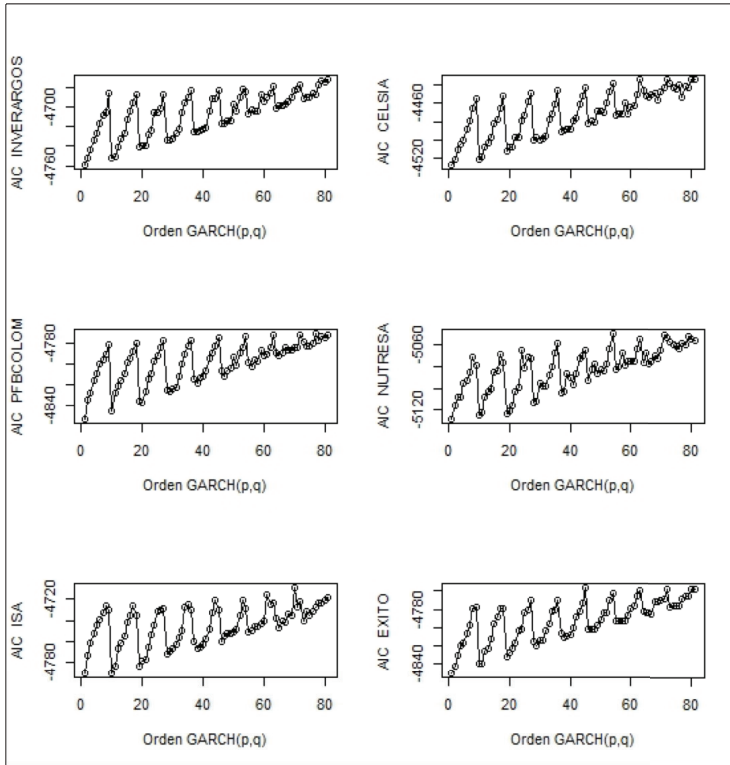 AIC INVERARGOS
-4700
-4760
0 20 40 60 80
Orden GARCH(p,q)
AIC CELSIA
-4460
-4520
0 20 40 60 80
Orden GARCH(p,q)
AIC PFBCOLOM
-4780
-4840
0 20 40 60 80
Orden GARCH(p,q)
AIC NUTRESA
-5060
-5120
0 20 40 60 80
Orden GARCH(p,q)
AIC ISA
-4720
-4780
0 20 40 60 80
Orden GARCH(p,q)
AIC EXITO
-4780
-4840
0 20 40 60 80
Orden GARCH(p,q)